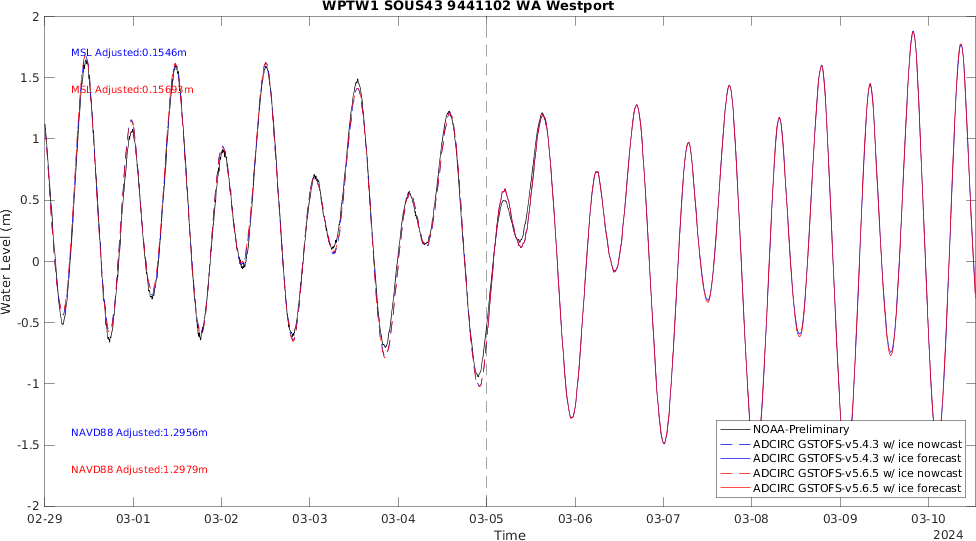 WPTW1 SOUS43 9441102 WA Westport
2
1.5
1
0.5
0
-0.5
-1
-1.5
-2
Water Level (m)
MSL Adjusted:0.1546m
MSL Adjusted:0.15693m
NAVD88 Adjusted:1.2956m
NAVD88 Adjusted:1.2979m
NOAA-Preliminary
ADCIRC GSTOFS-v5.4.3 w/ ice nowcast
ADCIRC GSTOFS-v5.4.3 w/ ice forecast
ADCIRC GSTOFS-v5.6.5 w/ ice nowcast
ADCIRC GSTOFS-v5.6.5 w/ ice forecast
02-29 03-01 03-02 03-03 03-04 03-05 03-06 03-07 03-08 03-09 03-10
Time
2024